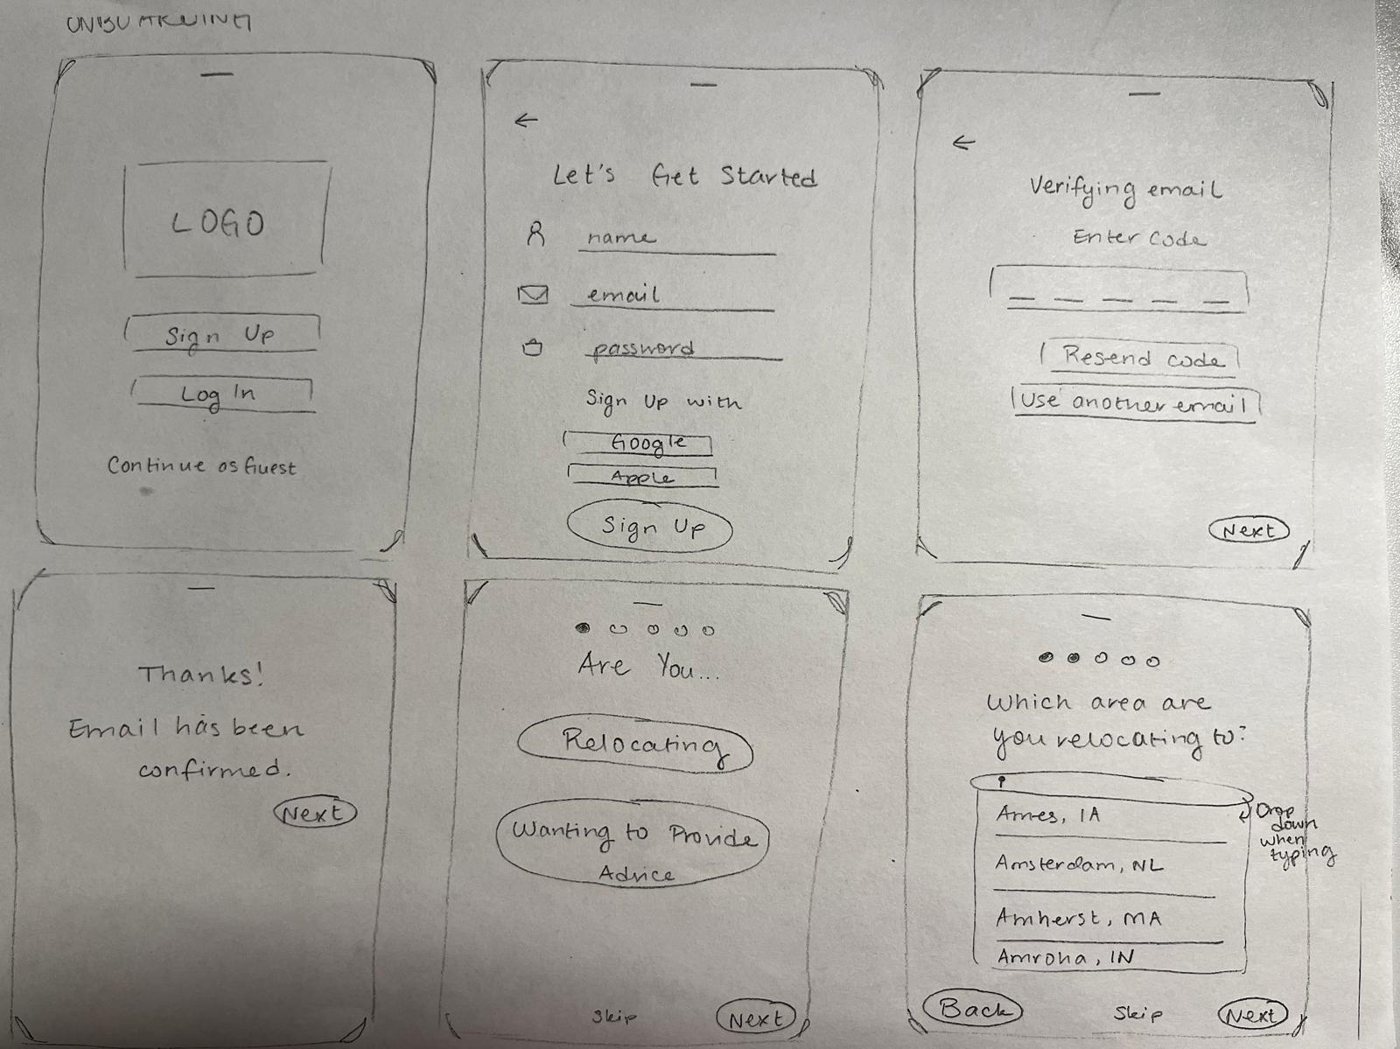 ONBOARDING
LOGO
Sign Up
Log In
Continue as Guest
Let's Get Started
name
email
password
Sign Up with
Google
Apple
Sign Up
Verifying email
Enter code
Resend code
Use another email
Next
Thanks!
Email has been
confirmed.
Next
Are You...
Relocating
Wanting to Provide
Advice
Skip
Next
Which area are
you relocating to?
Ames, IA
Amsterdam, NL
Amherst, MA
Amroha, IN
Drop
down
when
typing
Back
Skip
Next